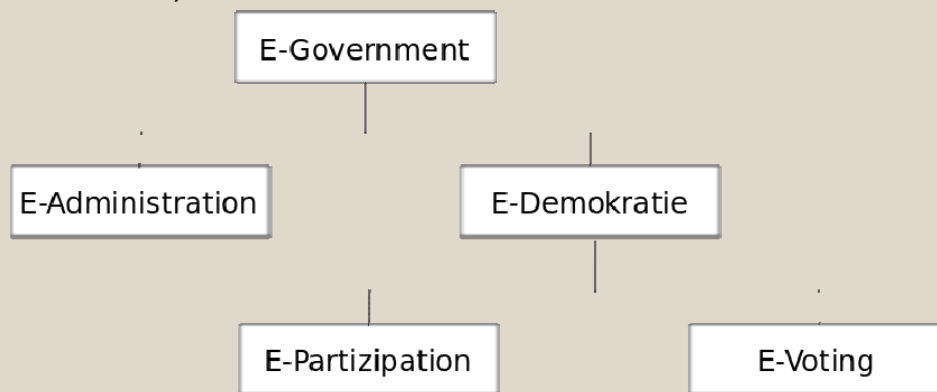 E-Government
E-Administration
E-Demokratie
E-Partizipation
E-Voting